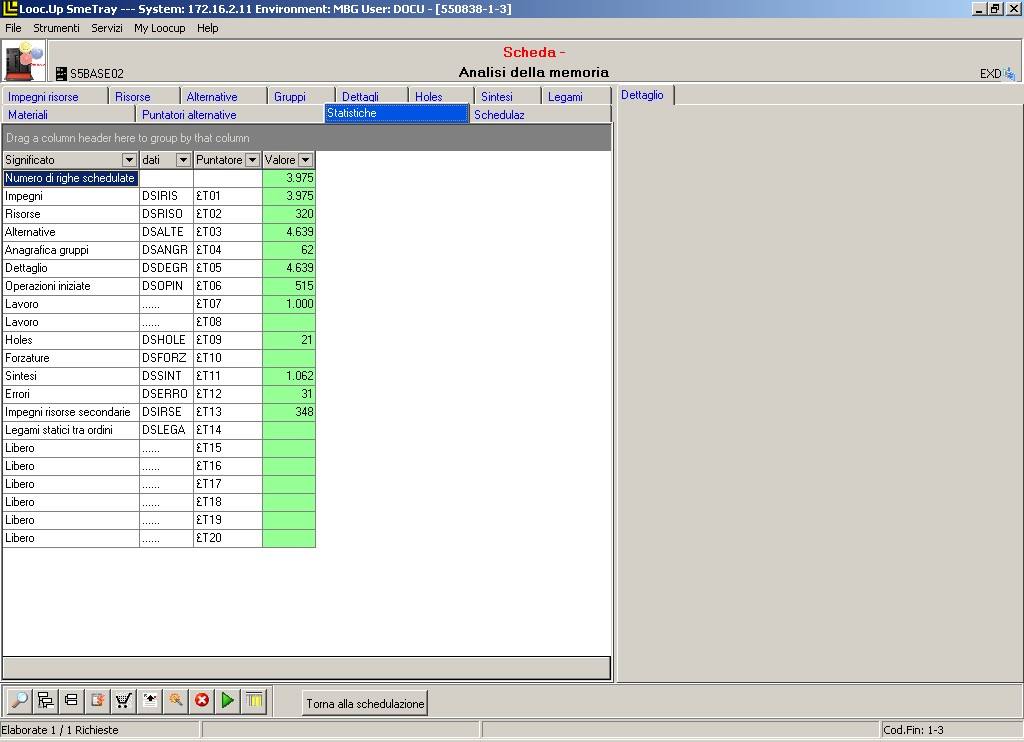 Looc.Up SmeTray --- System: 172.16.2.11 Environment: MBG User: DOCU - [550838-1-3]
File Strumenti Servizi My Loocup Help
Scheda -
S5BASE02 Analisi della memoria EXD
Impegni risorse Risorse Alternative Gruppi Dettagli Holes Sintesi Legami Dettaglio
Materiali Puntatori alternative Statistiche Schedulaz
Drag a column header here to group by that column
Significato dati Puntatore Valore
Numero di righe schedulate 3.975
Impegni DSIRIS £T01 3.975
Risorse DSRISO £T02 320
Alternative DSALTE £T03 4.639
Anagrafica gruppi DSANGR £T04 62
Dettaglio DSDEGR £T05 4.639
Operazioni iniziate DSOPIN £T06 515
Lavoro ...... £T07 1.000
Lavoro ...... £T08
Holes DSHOLE £T09 21
Forzature DSFORZ £T10
Sintesi DSSINT £T11 1.062
Errori DSERRO £T12 31
Impegni risorse secondarie DSIRSE £T13 348
Legami statici tra ordini DSLEGA £T14
Libero ...... £T15
Libero ...... £T16
Libero ...... £T17
Libero ...... £T18
Libero ...... £T19
Libero ...... £T20
Torna alla schedulazione
Elaborate 1 / 1 Richieste Cod.Fin: 1-3